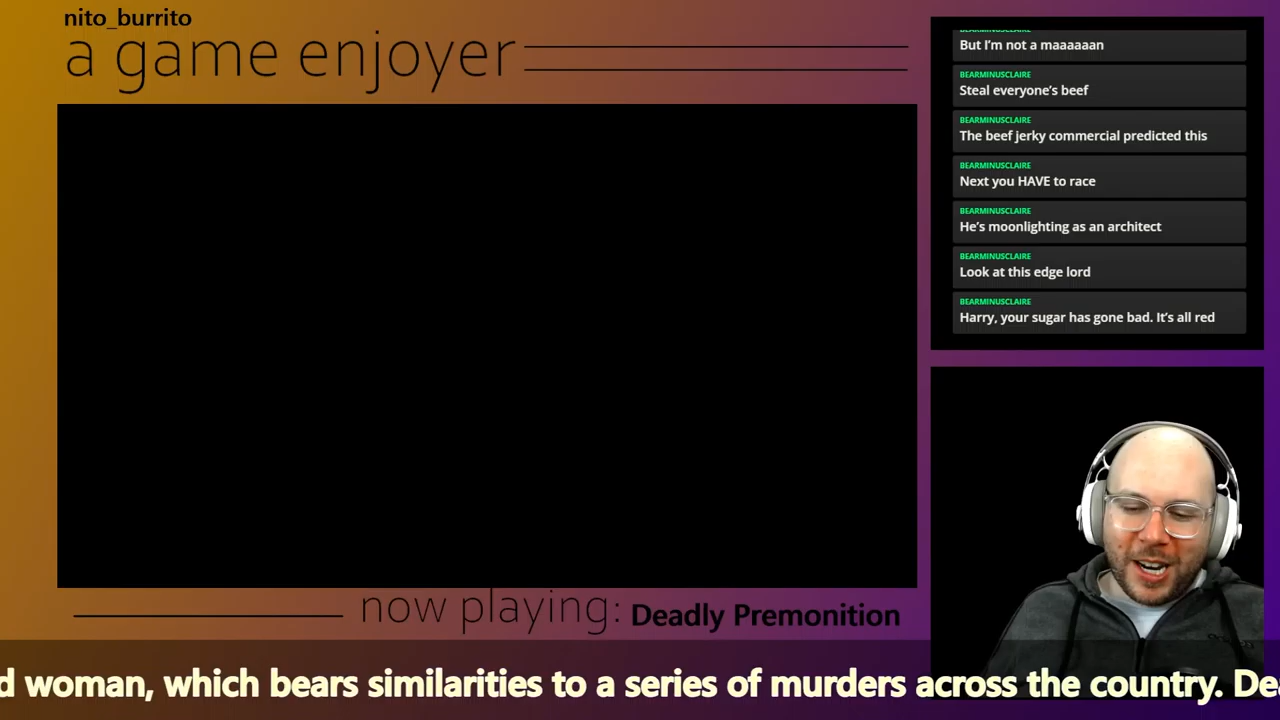 nito_burrito
a game enjoyer
But I'm not a maaaaaan
BEARMINUSCLAIRE
Steal everyone's beef
BEARMINUSCLAIRE
The beef jerky commercial predicted this
BEARMINUSCLAIRE
Next you HAVE to race
BEARMINUSCLAIRE
He's moonlighting as an architect
BEARMINUSCLAIRE
Look at this edge lord
BEARMINUSCLAIRE
Harry, your sugar has gone bad. It's all red
now playing: Deadly Premonition
d woman, which bears similarities to a series of murders across the country. Dea